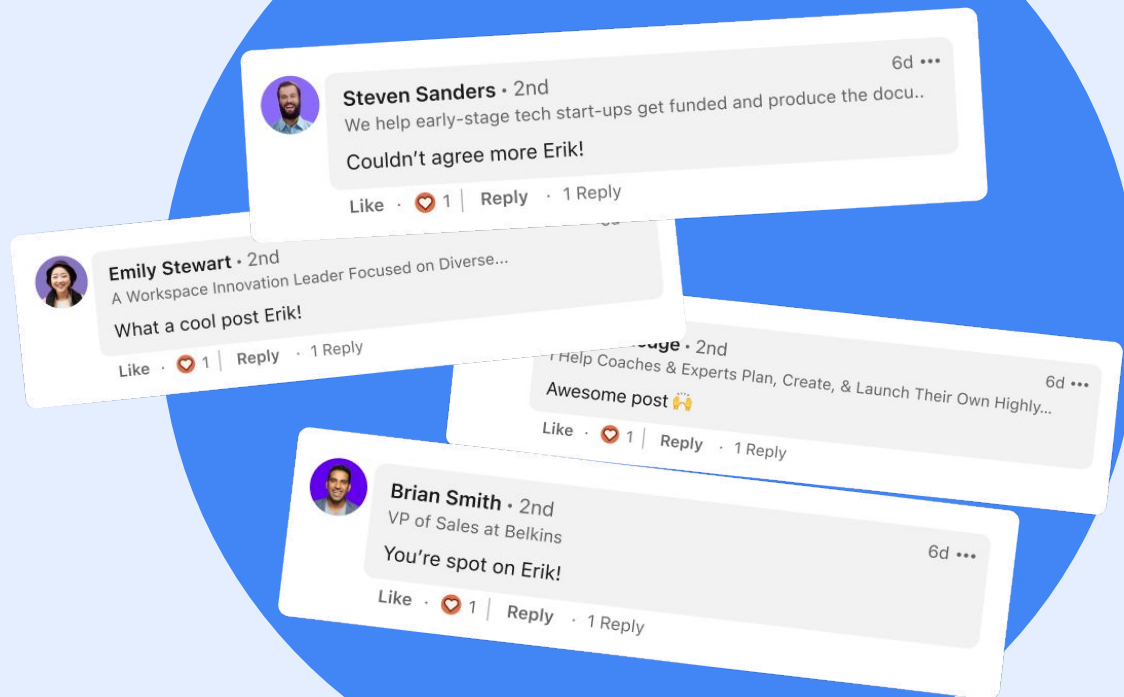 Steven Sanders • 2nd
6d •••
We help early-stage tech start-ups get funded and produce the docu..
Couldn't agree more Erik!
Like · 1 | Reply · 1 Reply
Emily Stewart • 2nd
A Workspace Innovation Leader Focused on Diverse...
What a cool post Erik!
Like · 1 | Reply · 1 Reply
• 2nd
6d •••
I Help Coaches & Experts Plan, Create, & Launch Their Own Highly...
Awesome post 🙌
Like · 1 | Reply · 1 Reply
Brian Smith • 2nd
6d •••
VP of Sales at Belkins
You're spot on Erik!
Like · 1 | Reply · 1 Reply